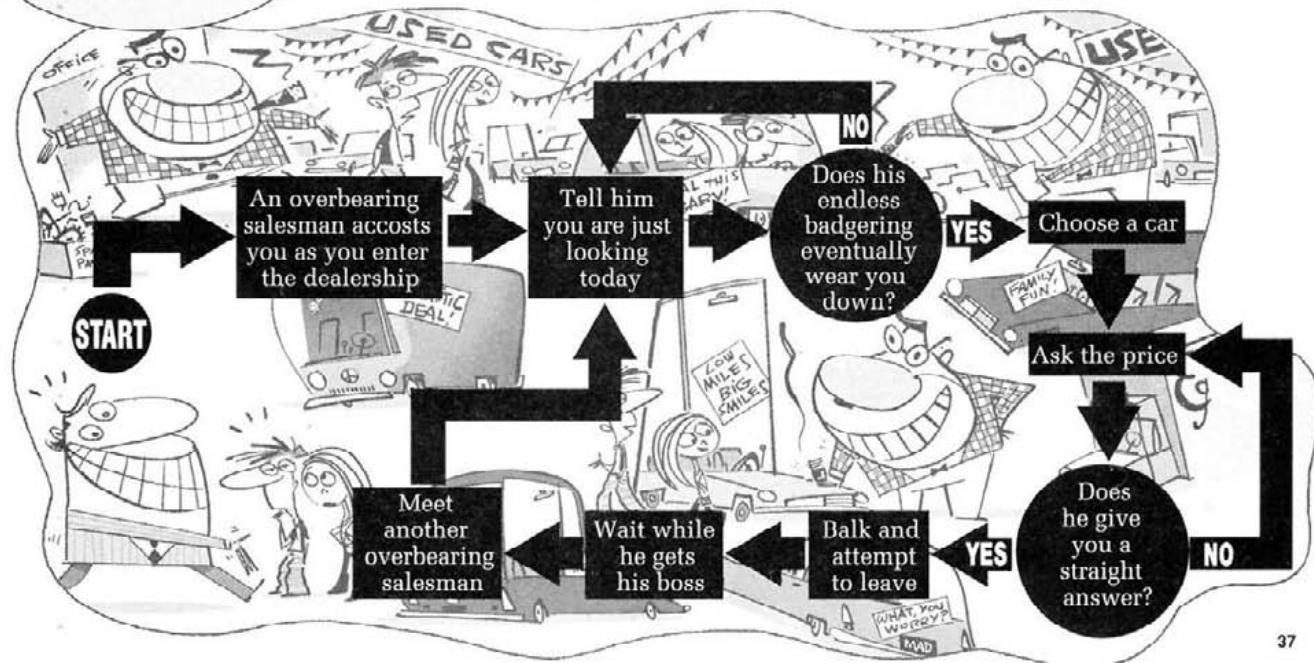 OFFICE
USED CARS
USE
START
An overbearing
salesman accosts
you as you enter
the dealership
Tell him
you are just
looking
today
NO
Does his
endless
badgering
eventually
wear you
down?
YES
Choose a car
Ask the price
Does
he give
you a
straight
answer?
NO
YES
Balk and
attempt
to leave
Wait while
he gets
his boss
Meet
another
overbearing
salesman
DEAL!
THIS
FAMILY
FUN!
LOW
MILES
BIG
SMILES
WHAT, YOU
WORRY?
MAD
37